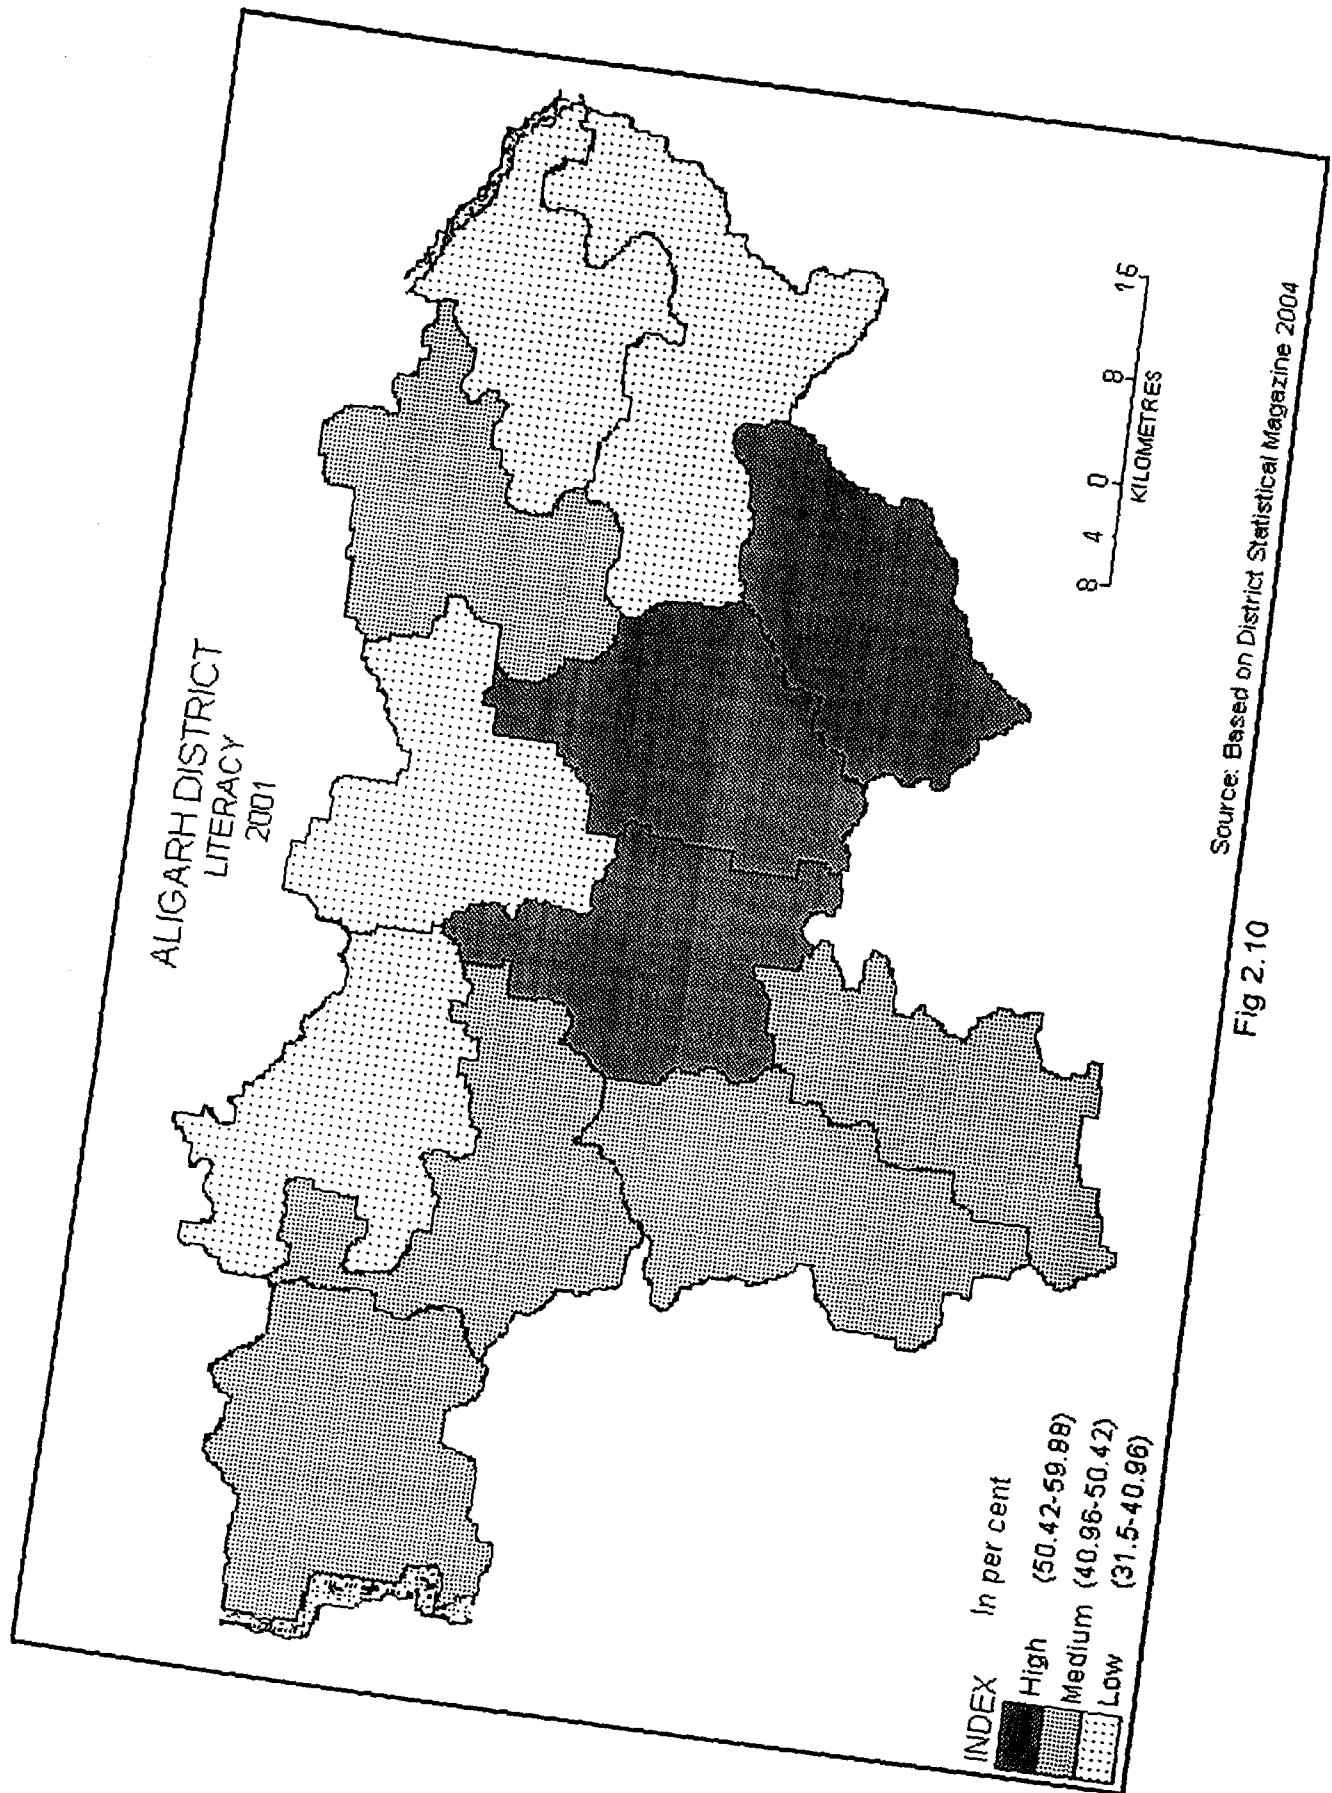 ALIGARH DISTRICT
LITERACY
2001
8 4 0 8 16
KILOMETRES
INDEX In per cent
High (50.42-59.88)
Medium (40.96-50.42)
Low (31.5-40.96)
Source: Based on District Statistical Magazine 2004
Fig 2.10